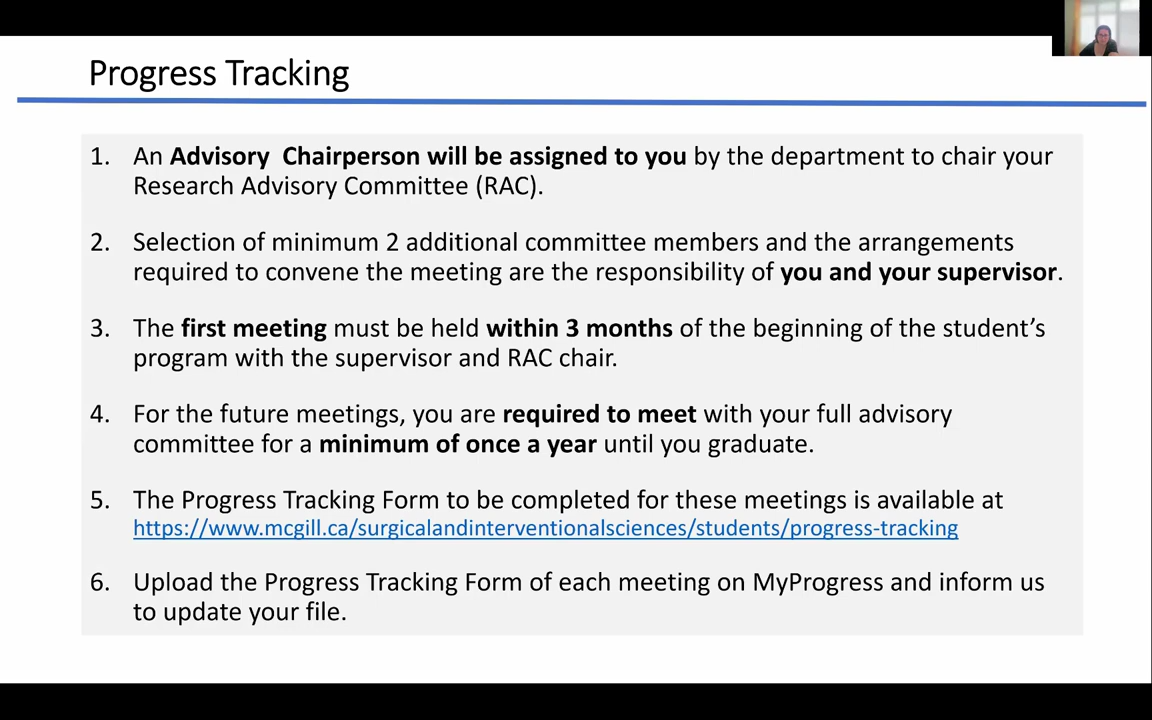 Progress Tracking
1. An Advisory  Chairperson will be assigned to you by the department to chair your
Research Advisory Committee (RAC).
2. Selection of minimum 2 additional committee members and the arrangements
required to convene the meeting are the responsibility of you and your supervisor.
3. The first meeting must be held within 3 months of the beginning of the student’s
program with the supervisor and RAC chair.
4. For the future meetings, you are required to meet with your full advisory
committee for a minimum of once a year until you graduate.
5. The Progress Tracking Form to be completed for these meetings is available at
https://www.mcgill.ca/surgicalandinterventionalsciences/students/progress-tracking
6. Upload the Progress Tracking Form of each meeting on MyProgress and inform us
to update your file.